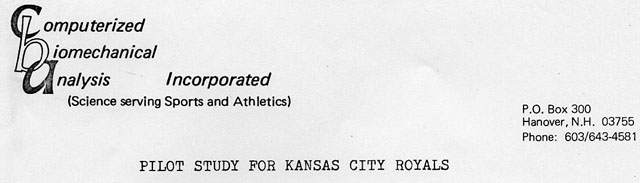 Computerized
biomechanical
analysis Incorporated
(Science serving Sports and Athletics)
P.O. Box 300
Hanover, N.H. 03755
Phone: 603/643-4581
PILOT STUDY FOR KANSAS CITY ROYALS